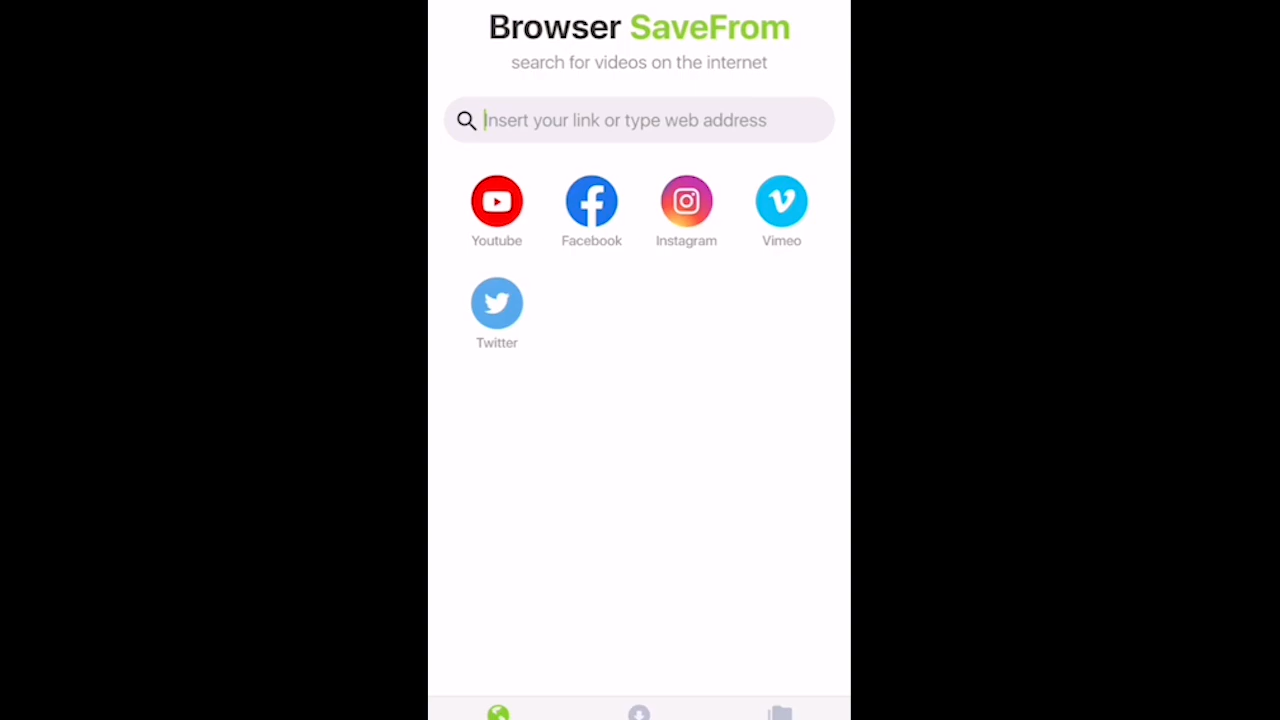 Browser SaveFrom
search for videos on the internet
Insert your link or type web address
Youtube Facebook Instagram Vimeo
Twitter